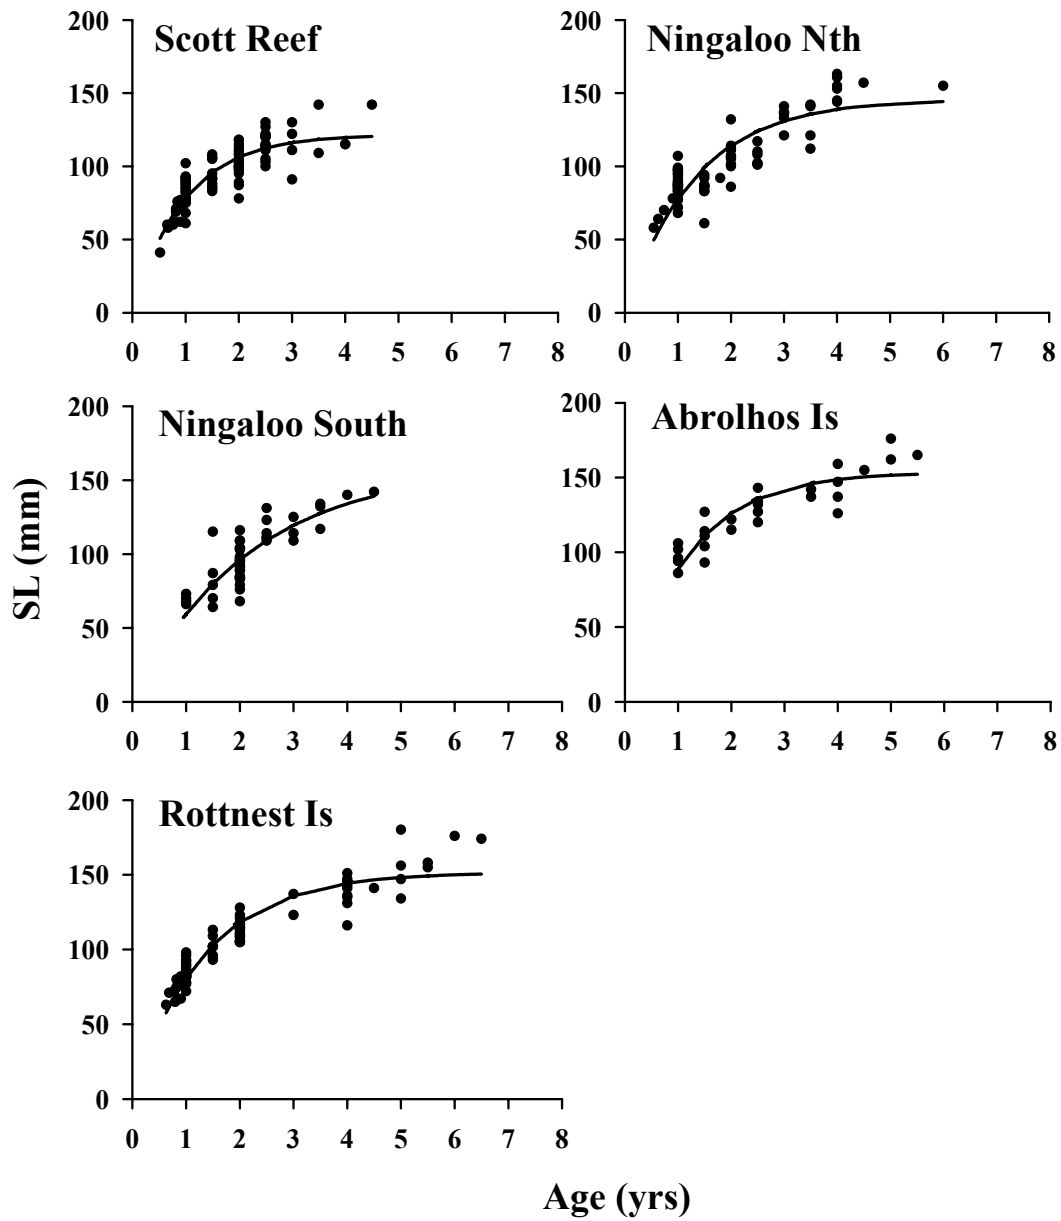 Scott Reef
200
150
100
50
0
0 1 2 3 4 5 6 7 8
Ningaloo Nth
200
150
100
50
0
0 1 2 3 4 5 6 7 8
Ningaloo South
200
150
100
50
0
0 1 2 3 4 5 6 7 8
Abrolhos Is
200
150
100
50
0
0 1 2 3 4 5 6 7 8
SL (mm)
Rottnest Is
200
150
100
50
0
0 1 2 3 4 5 6 7 8
Age (yrs)